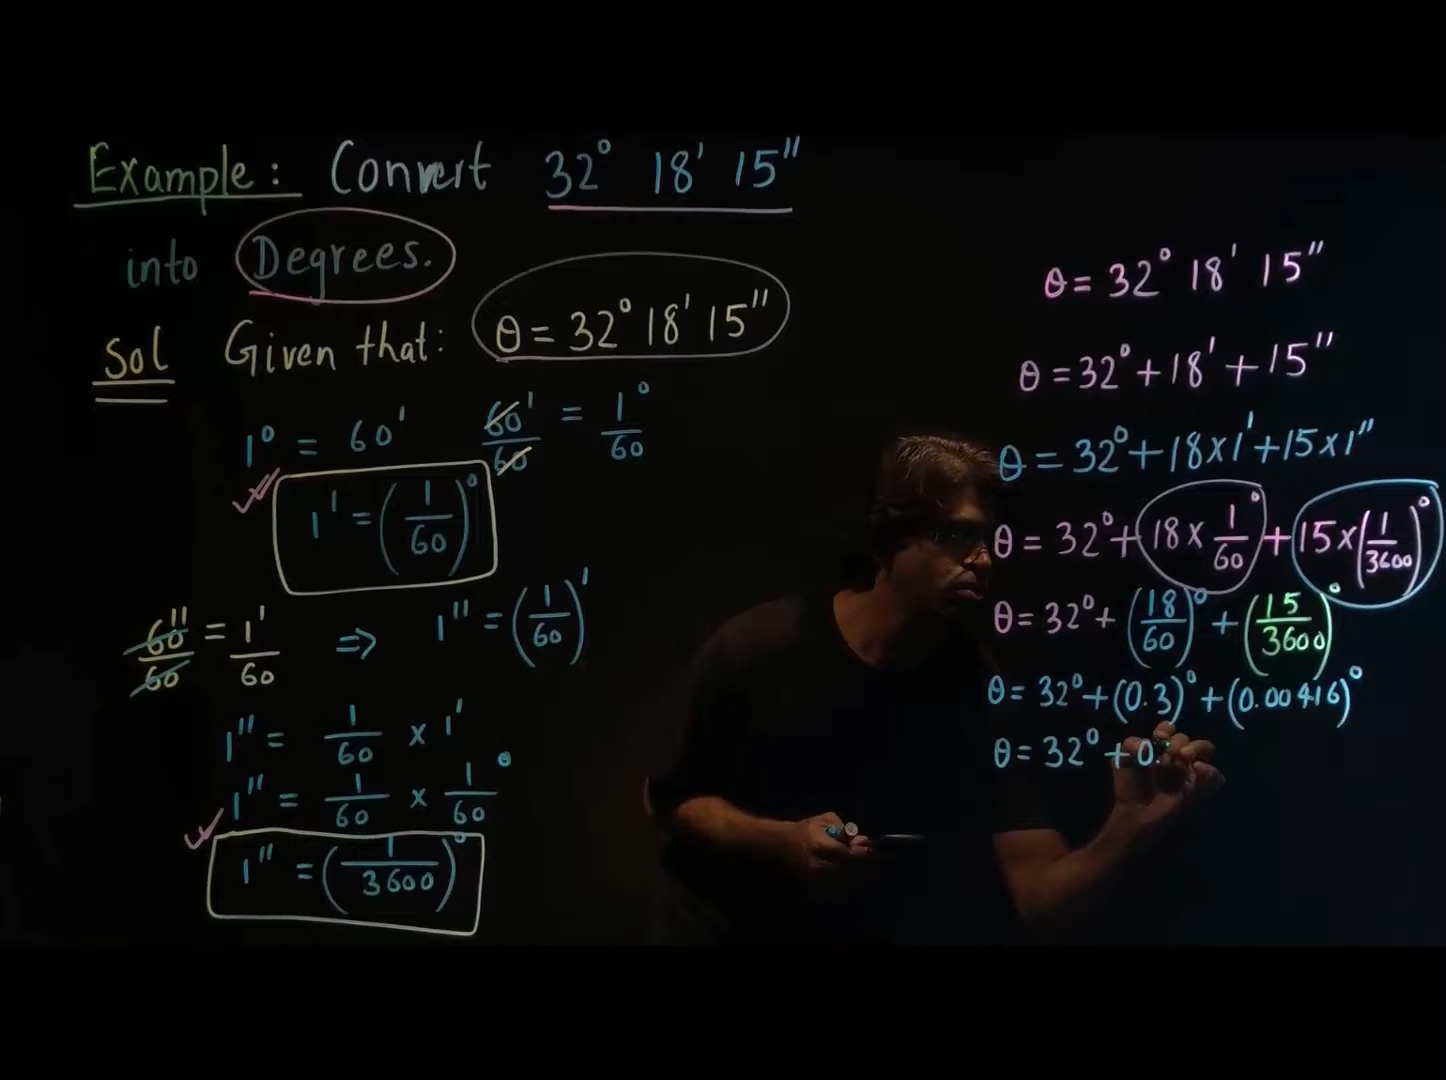 Example: Convert 32° 18' 15"
into Degrees.
Sol Given that: θ = 32° 18' 15"
1° = 60' 60'/60 = 1°/60
1' = (1/60)°
60"/60 = 1'/60 ⇒ 1" = (1/60)'
1" = 1/60 × 1'
1" = 1/60 × 1/60°
1" = (1/3600)°
θ = 32° 18' 15"
θ = 32° + 18' + 15"
θ = 32° + 18×1' + 15×1"
θ = 32° + 18 × 1/60° + 15×(1/3600)°
θ = 32° + (18/60)° + (15/3600)°
θ = 32° + (0.3)° + (0.00416)°
θ = 32° + 0.